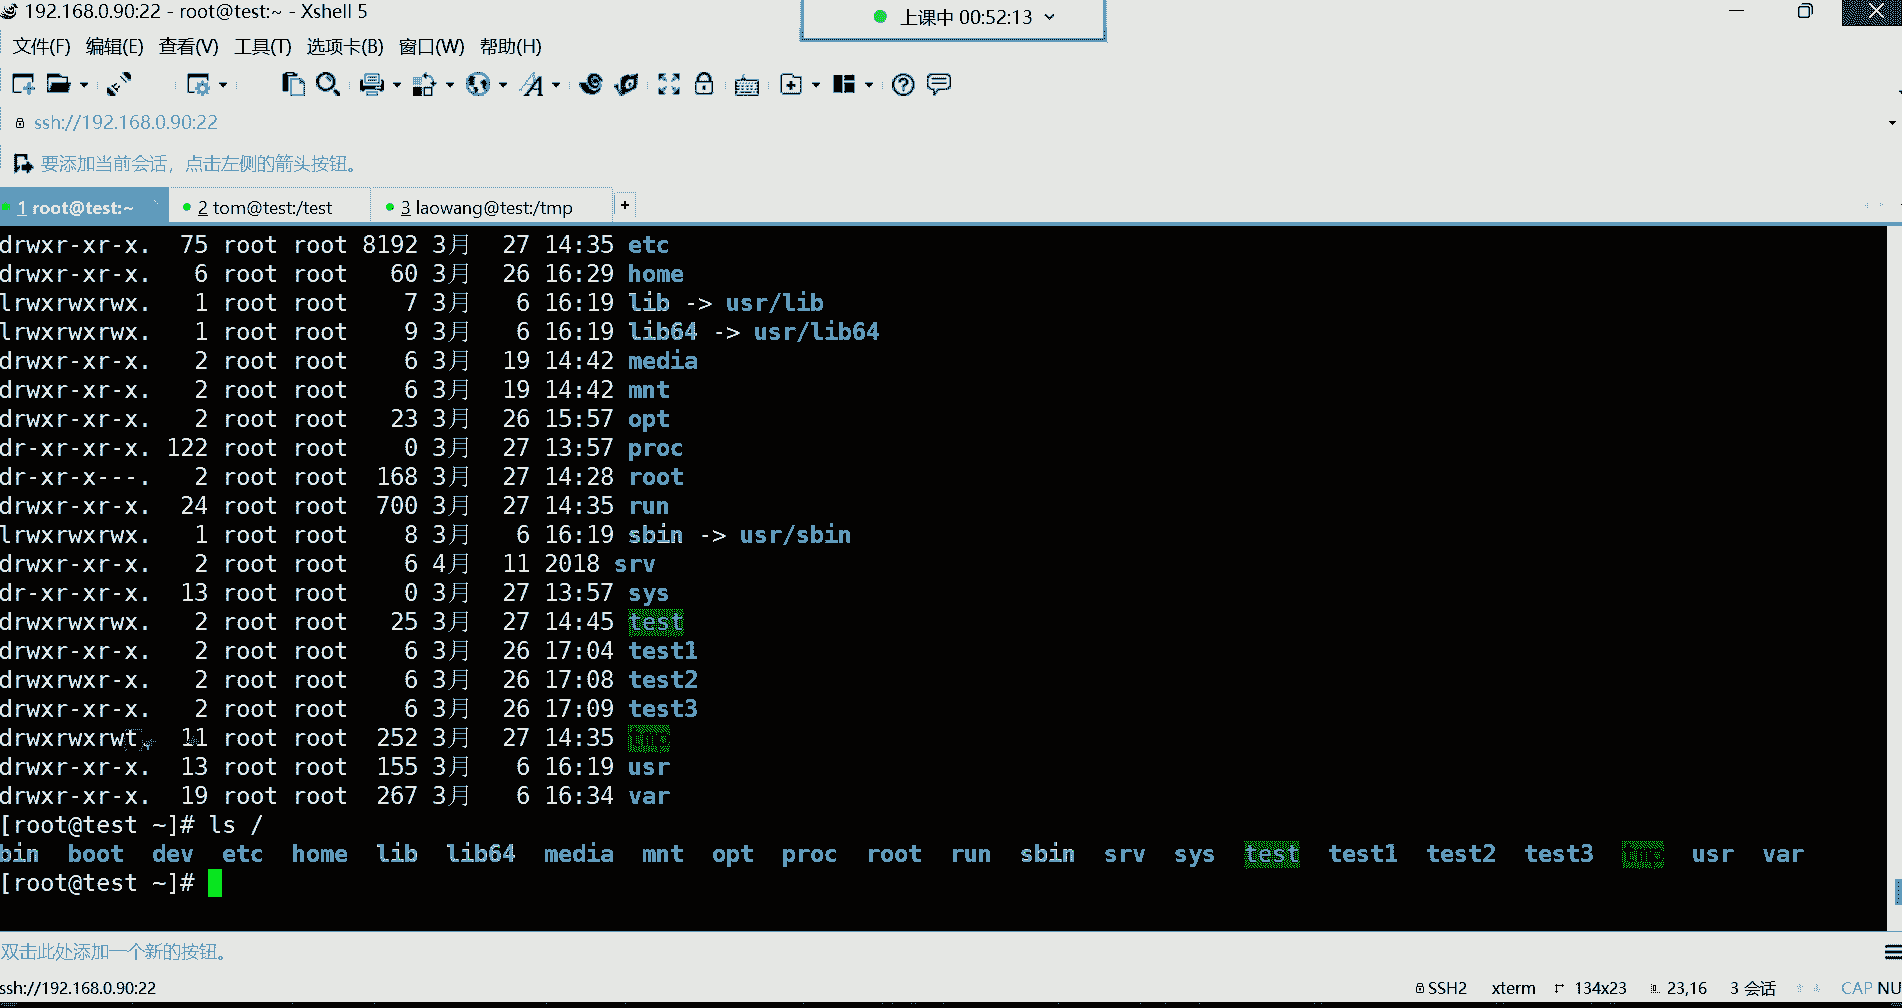 192.168.0.90:22 - root@test:~ - Xshell 5
上课中 00:52:13
文件(F) 编辑(E) 查看(V) 工具(T) 选项卡(B) 窗口(W) 帮助(H)
ssh://192.168.0.90:22
要添加当前会话，点击左侧的箭头按钮。
1 root@test:~ 2 tom@test:/test 3 laowang@test:/tmp +
drwxr-xr-x. 75 root root 8192 3月 27 14:35 etc
drwxr-xr-x. 6 root root 60 3月 26 16:29 home
lrwxrwxrwx. 1 root root 7 3月 6 16:19 lib -> usr/lib
lrwxrwxrwx. 1 root root 9 3月 6 16:19 lib64 -> usr/lib64
drwxr-xr-x. 2 root root 6 3月 19 14:42 media
drwxr-xr-x. 2 root root 6 3月 19 14:42 mnt
drwxr-xr-x. 2 root root 23 3月 26 15:57 opt
dr-xr-xr-x. 122 root root 0 3月 27 13:57 proc
dr-xr-x---. 2 root root 168 3月 27 14:28 root
drwxr-xr-x. 24 root root 700 3月 27 14:35 run
lrwxrwxrwx. 1 root root 8 3月 6 16:19 sbin -> usr/sbin
drwxr-xr-x. 2 root root 6 4月 11 2018 srv
dr-xr-xr-x. 13 root root 0 3月 27 13:57 sys
drwxrwxrwx. 2 root root 25 3月 27 14:45 test
drwxr-xr-x. 2 root root 6 3月 26 17:04 test1
drwxrwxr-x. 2 root root 6 3月 26 17:08 test2
drwxrwxr-x. 2 root root 6 3月 26 17:09 test3
drwxrwxrwt. 11 root root 252 3月 27 14:35 tmp
drwxr-xr-x. 13 root root 155 3月 6 16:19 usr
drwxr-xr-x. 19 root root 267 3月 6 16:34 var
[root@test ~]# ls /
bin boot dev etc home lib lib64 media mnt opt proc root run sbin srv sys test test1 test2 test3 tmp usr var
[root@test ~]#
双击此处添加一个新的按钮。
ssh://192.168.0.90:22 SSH2 xterm 134x23 23,16 3 会话 CAP NU